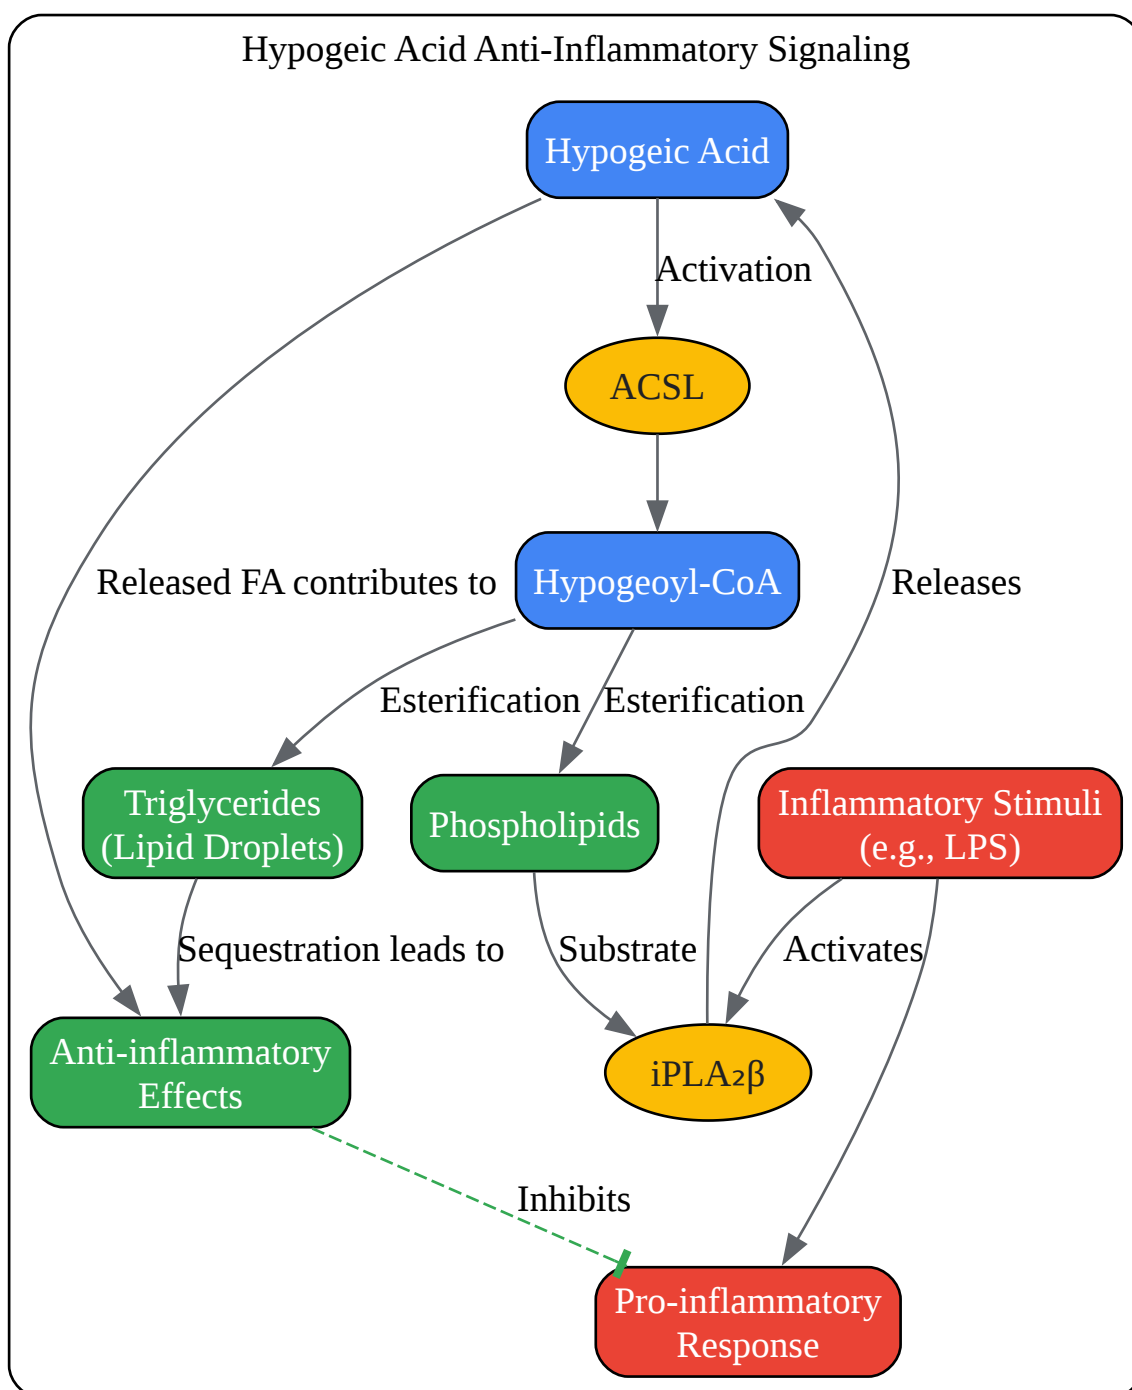 Hypogeic Acid Anti-Inflammatory Signaling
Hypogeic Acid
Activation
ACSL
Released FA contributes to
Hypogeoyl-CoA
Releases
Esterification
Esterification
Triglycerides
(Lipid Droplets)
Phospholipids
Inflammatory Stimuli
(e.g., LPS)
Sequestration leads to
Substrate
Activates
Anti-inflammatory
Effects
iPLA₂β
Inhibits
Pro-inflammatory
Response